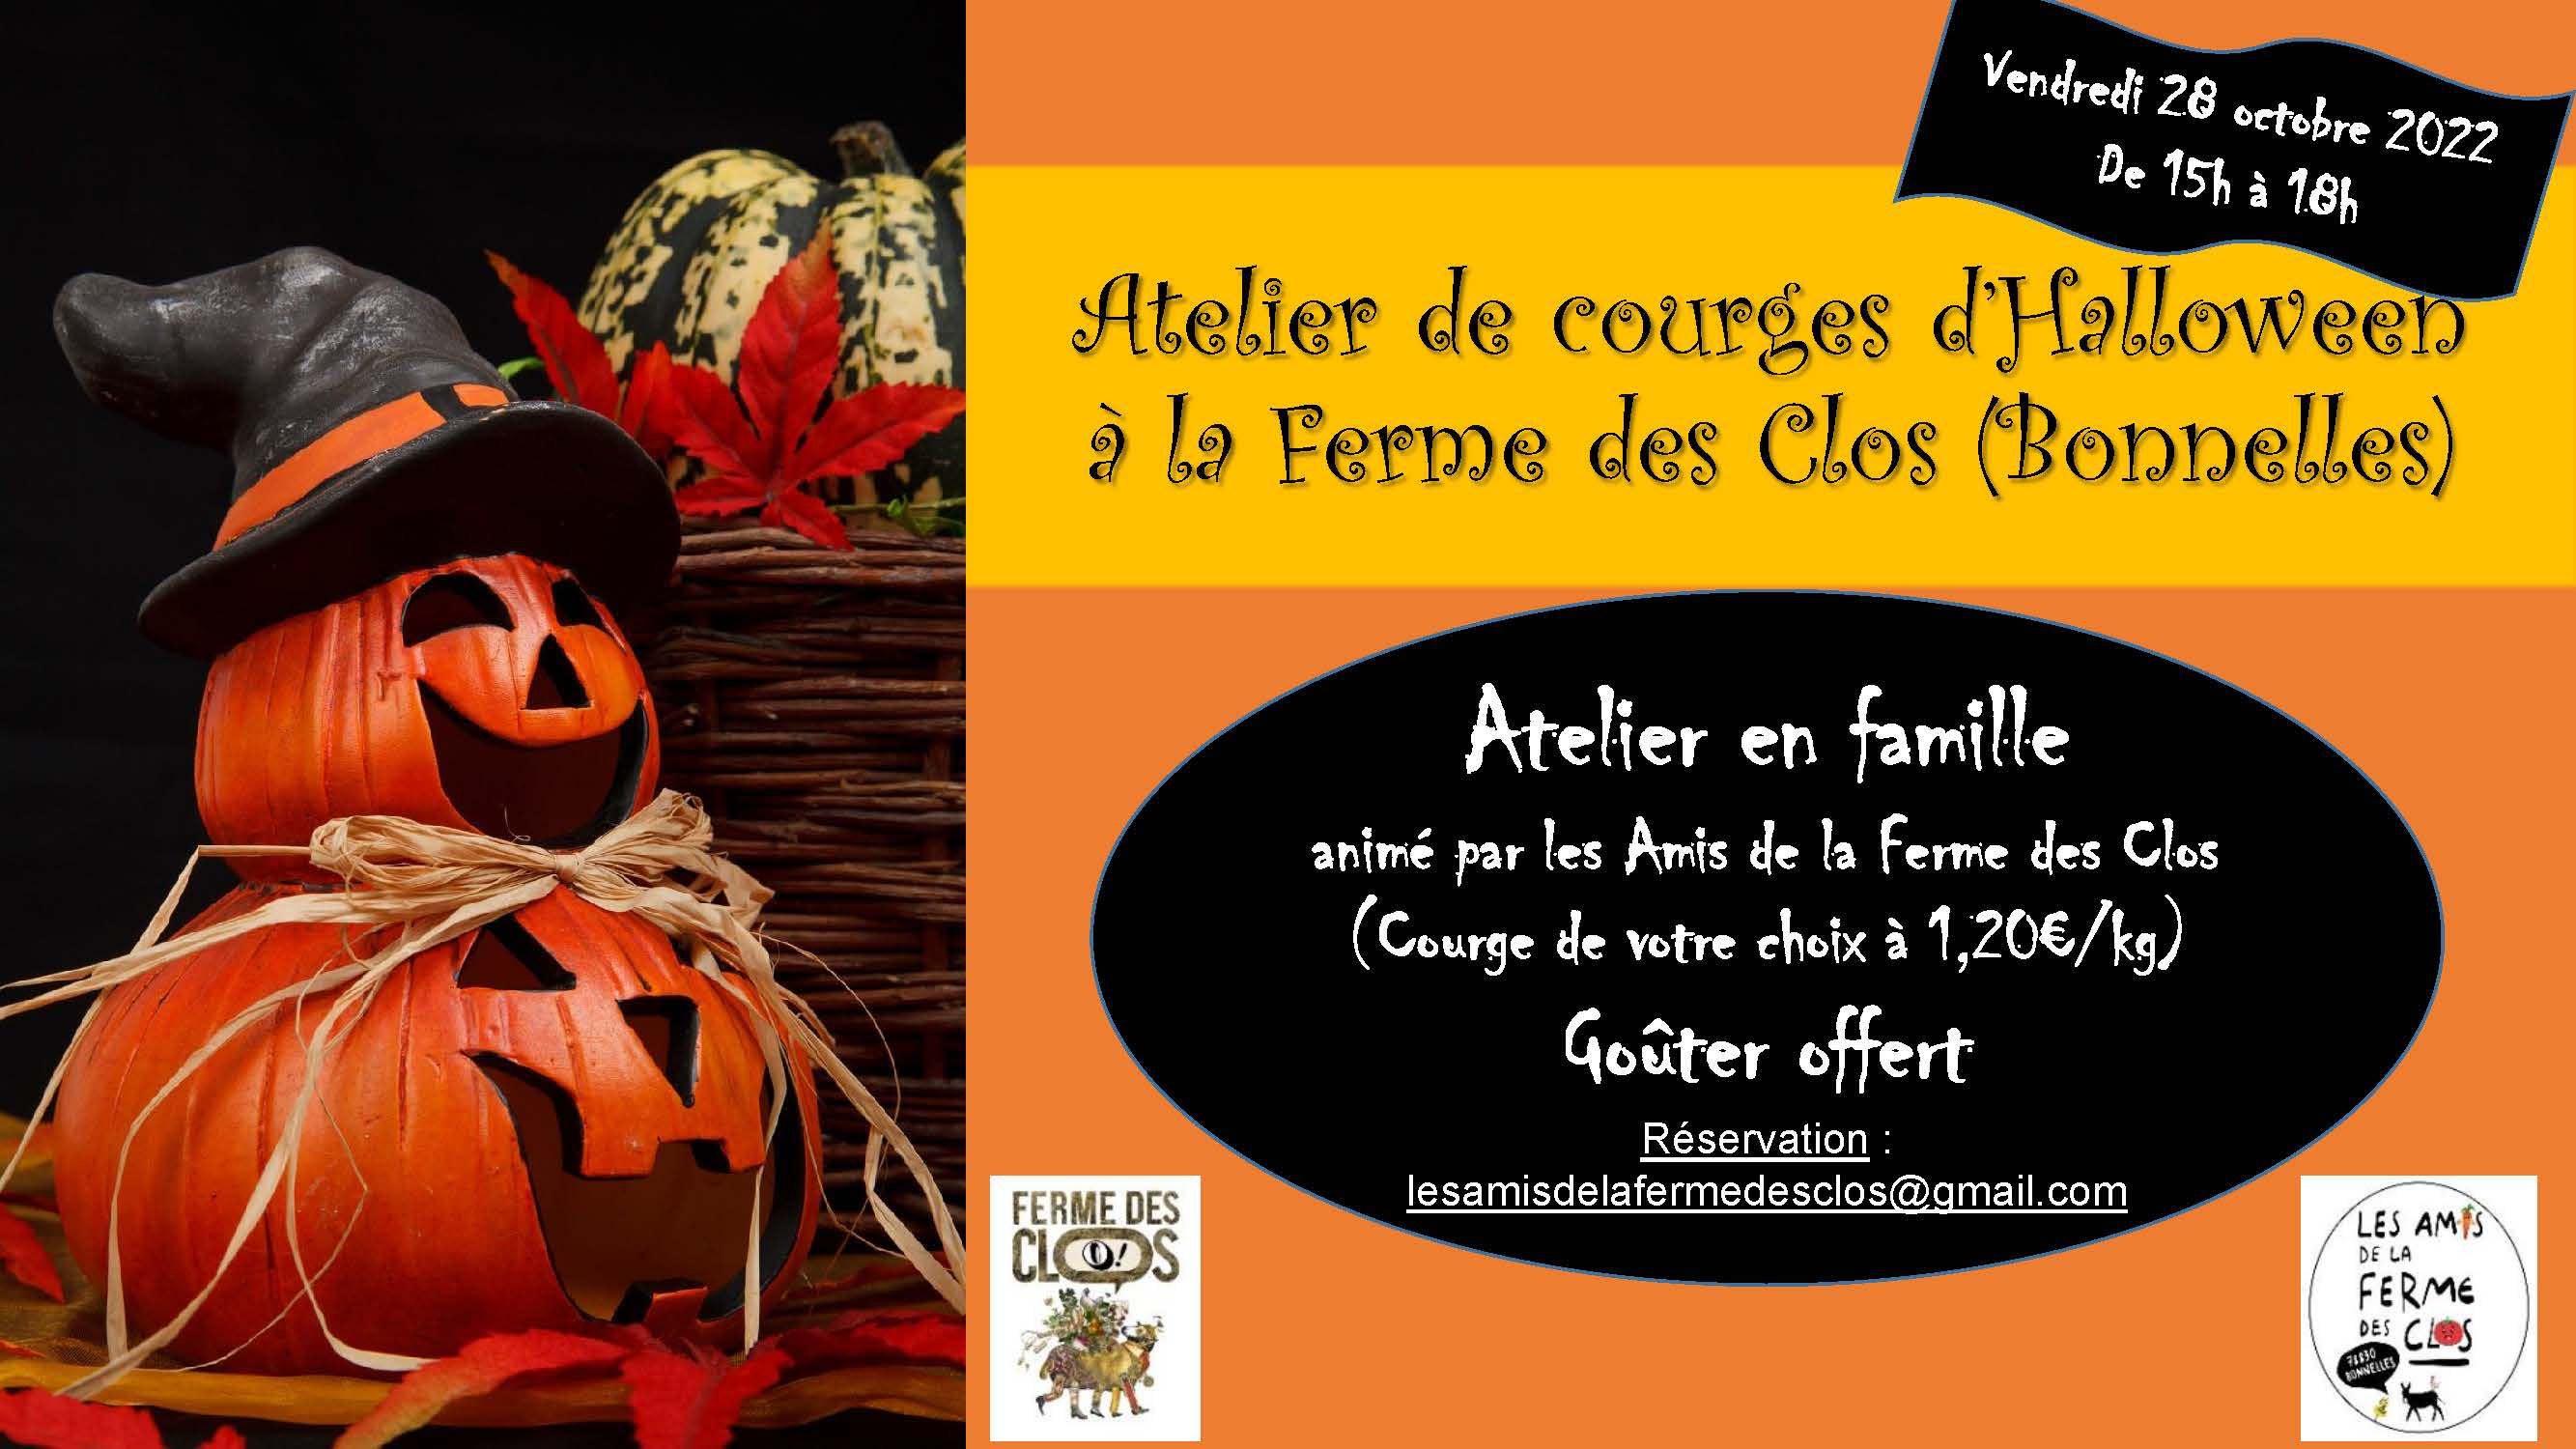 Vendredi 28 octobre 2022
De 15h à 18h
Atelier de courges d'Halloween
à la Ferme des Clos (Bonnelles)
Atelier en famille
animé par les Amis de la Ferme des Clos
(Courge de votre choix à 1,20€/kg)
Goûter offert
Réservation :
lesamisdelafermedesclos@gmail.com
FERME DES
CLOS
O!
LES AMIS
DE LA
FERME
DES CLOS
78830
BONNELLES